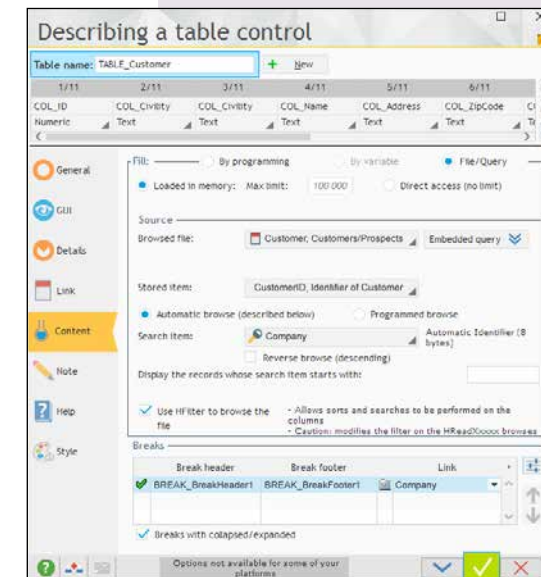 Describing a table control
Table name: TABLE_Customer + New
1/11 2/11 3/11 4/11 5/11 6/11
COL_ID COL_Civility COL_Civility COL_Name COL_Address COL_ZipCode
Numeric Text Text Text Text Text
General
GUI
Details
Link
Content
Note
Help
Style
Fill: By programming By variable File/Query
Loaded in memory: Max limit: 100 000 Direct access (no limit)
Source
Browsed file: Customer, Customers/Prospects Embedded query
Stored item: CustomerID, Identifier of Customer
Automatic browse (described below) Programmed browse
Search item: Company Automatic Identifier (8
bytes)
Reverse browse (descending)
Display the records whose search item starts with:
Use HFilter to browse the - Allows sorts and searches to be performed on the
file columns
- Caution: modifies the filter on the HReadXxxxx browses
Breaks
Break header Break footer Link
BREAK_BreakHeader1 BREAK_BreakFooter1 Company
Breaks with colapsed/expanded
Options not available for some of your
platforms